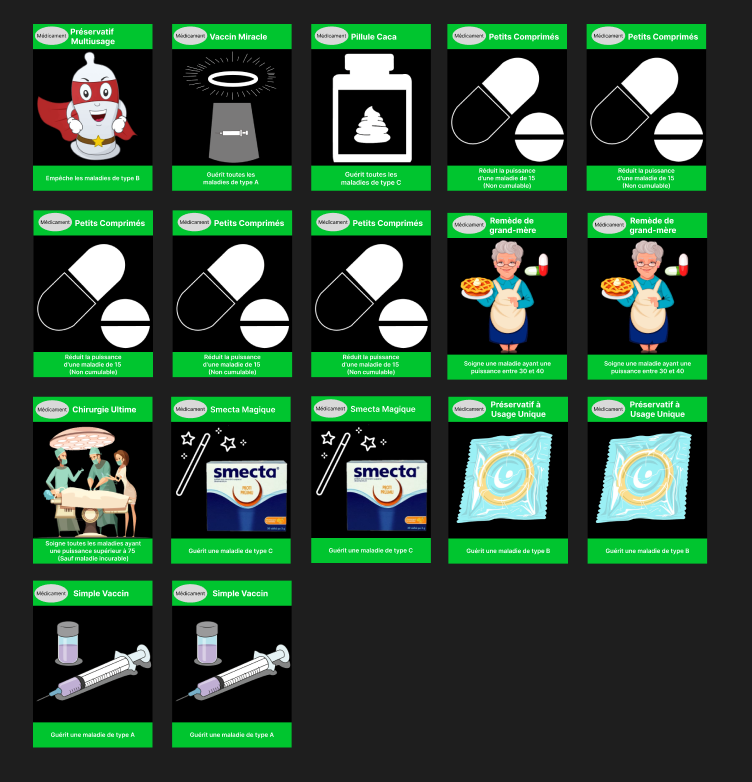 Médicament
Préservatif
Multiusage
Empêche les maladies de type B
Médicament
Vaccin Miracle
Guérit toutes les
maladies de type A
Médicament
Pillule Caca
Guérit toutes les
maladies de type C
Médicament
Petits Comprimés
Réduit la puissance
d'une maladie de 15
(Non cumulable)
Médicament
Petits Comprimés
Réduit la puissance
d'une maladie de 15
(Non cumulable)
Médicament
Petits Comprimés
Réduit la puissance
d'une maladie de 15
(Non cumulable)
Médicament
Petits Comprimés
Réduit la puissance
d'une maladie de 15
(Non cumulable)
Médicament
Petits Comprimés
Réduit la puissance
d'une maladie de 15
(Non cumulable)
Médicament
Remède de
grand-mère
Soigne une maladie ayant une
puissance entre 30 et 40
Médicament
Remède de
grand-mère
Soigne une maladie ayant une
puissance entre 30 et 40
Médicament
Chirurgie Ultime
Soigne toutes les maladies ayant
une puissance supérieur à 75
(Sauf maladie incurable)
Médicament
Smecta Magique
smecta
Guérit une maladie de type C
Médicament
Smecta Magique
smecta
Guérit une maladie de type C
Médicament
Préservatif à
Usage Unique
Guérit une maladie de type B
Médicament
Préservatif à
Usage Unique
Guérit une maladie de type B
Médicament
Simple Vaccin
Guérit une maladie de type A
Médicament
Simple Vaccin
Guérit une maladie de type A